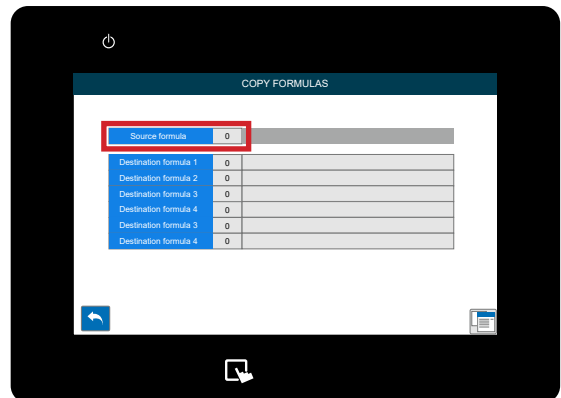 COPY FORMULAS
Source formula 0
Destination formula 1 0
Destination formula 2 0
Destination formula 3 0
Destination formula 4 0
Destination formula 3 0
Destination formula 4 0